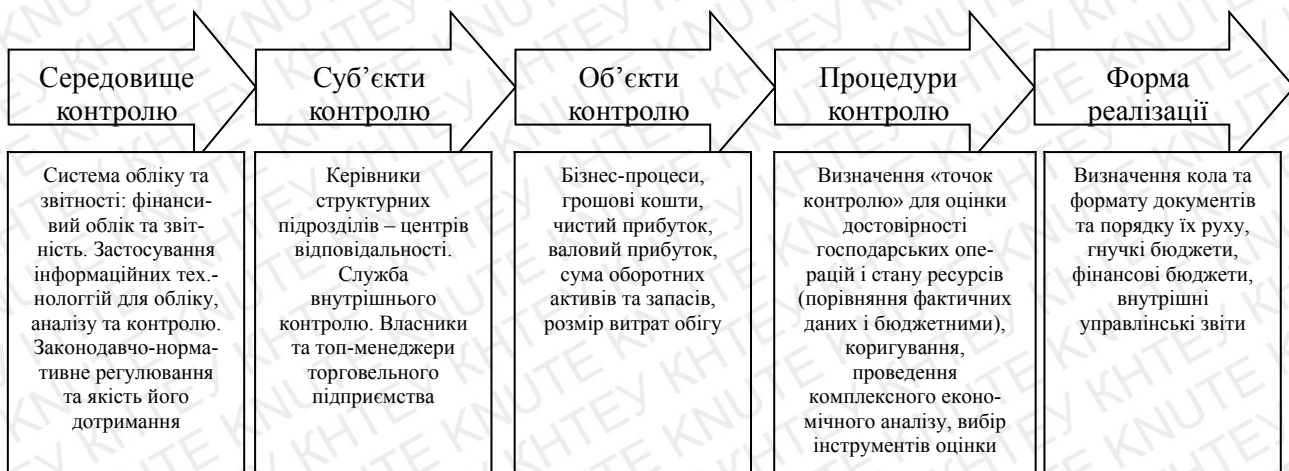 Середовище
контролю
Суб’єкти
контролю
Об’єкти
контролю
Процедури
контролю
Форма
реалізації
Система обліку та
звітності: фінанси-
вий облік та звіт-
ність. Застосування
інформаційних тех.-
нологгій для обліку,
аналізу та контролю.
Законодавчо-норма-
тивне регулювання
та якість його
дотримання
Керівники
структурних
підрозділів – центрів
відповідальності.
Служба
внутрішнього
контролю. Власники
та топ-менеджери
торговельного
підприємства
Бізнес-процеси,
грошові кошти,
чистий прибуток,
валовий прибуток,
сума оборотних
активів та запасів,
розмір витрат обігу
Визначення «точок
контролю» для оцінки
достовірності
господарських опе-
рацій і стану ресурсів
(порівняння фактичних
даних і бюджетними),
коригування,
проведення
комплексного еконо-
мічного аналізу, вибір
інструментів оцінки
Визначення кола та
формату документів
та порядку їх руху,
гнучкі бюджети,
фінансові бюджети,
внутрішні
управлінські звіти